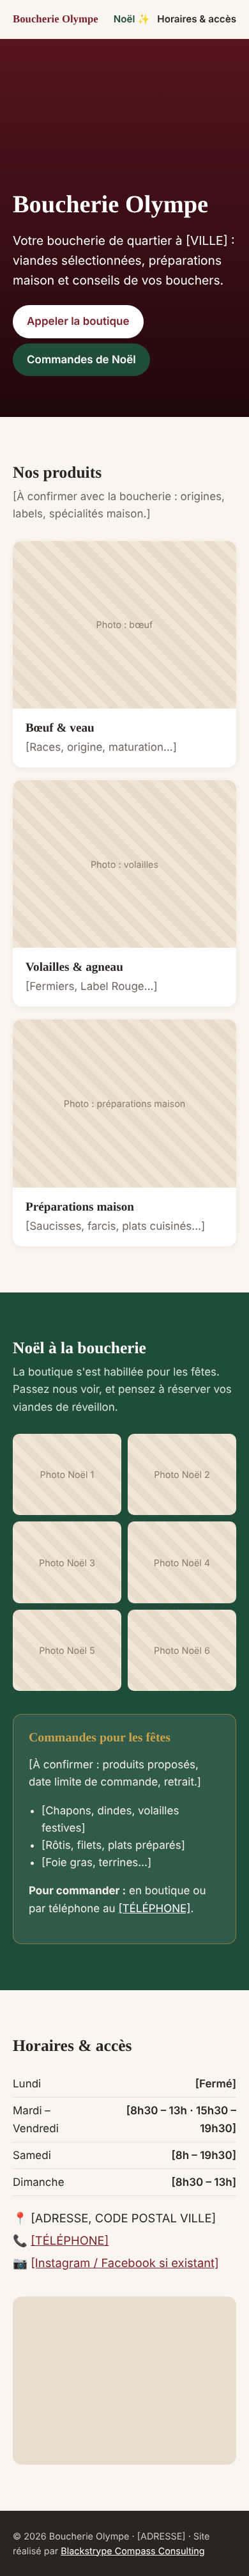 Boucherie Olympe Noël ✨ Horaires & accès
Boucherie Olympe
Votre boucherie de quartier à [VILLE] :
viandes sélectionnées, préparations
maison et conseils de vos bouchers.
Appeler la boutique
Commandes de Noël
Nos produits
[À confirmer avec la boucherie : origines,
labels, spécialités maison.]
Photo : bœuf
Bœuf & veau
[Races, origine, maturation…]
Photo : volailles
Volailles & agneau
[Fermiers, Label Rouge…]
Photo : préparations maison
Préparations maison
[Saucisses, farcis, plats cuisinés…]
Noël à la boucherie
La boutique s'est habillée pour les fêtes.
Passez nous voir, et pensez à réserver vos
viandes de réveillon.
Photo Noël 1 Photo Noël 2
Photo Noël 3 Photo Noël 4
Photo Noël 5 Photo Noël 6
Commandes pour les fêtes
[À confirmer : produits proposés,
date limite de commande, retrait.]
• [Chapons, dindes, volailles
festives]
• [Rôtis, filets, plats préparés]
• [Foie gras, terrines…]
Pour commander : en boutique ou
par téléphone au [TÉLÉPHONE].
Horaires & accès
Lundi [Fermé]
Mardi – [8h30 – 13h · 15h30 –
Vendredi 19h30]
Samedi [8h – 19h30]
Dimanche [8h30 – 13h]
📍 [ADRESSE, CODE POSTAL VILLE]
📞 [TÉLÉPHONE]
📷 [Instagram / Facebook si existant]
© 2026 Boucherie Olympe · [ADRESSE] · Site
réalisé par Blackstrype Compass Consulting